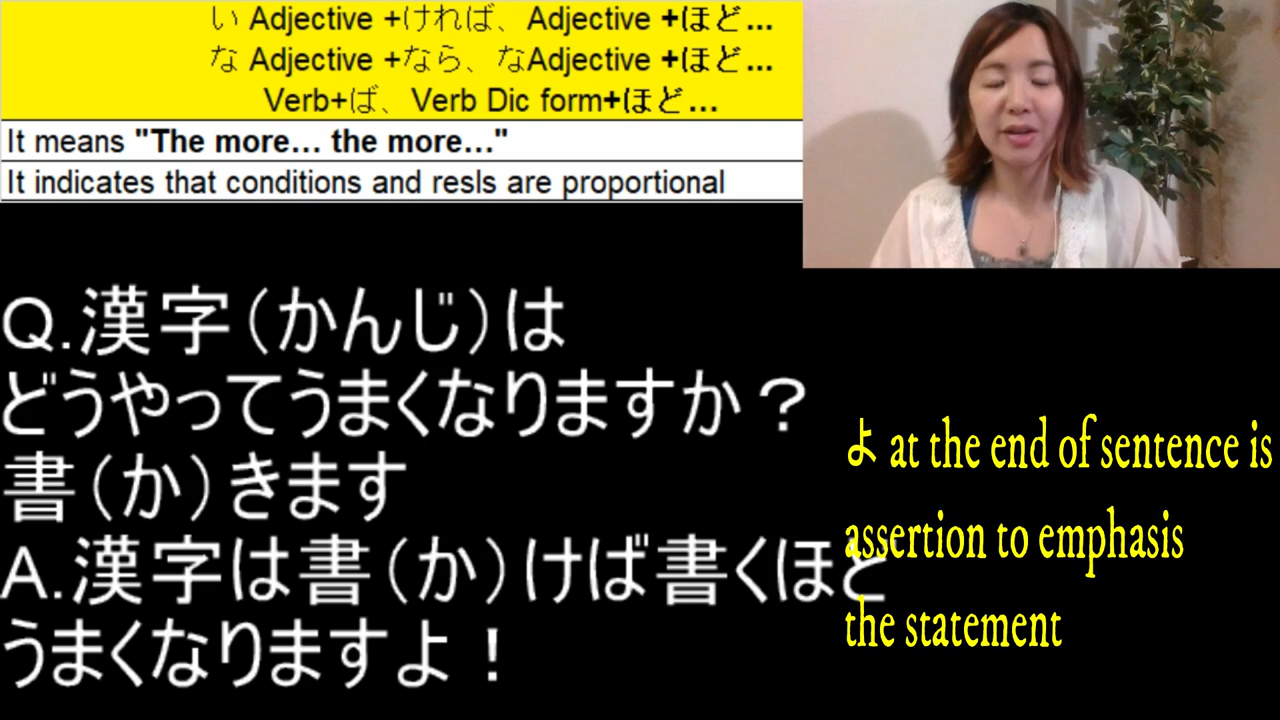 い Adjective +ければ、Adjective +ほど...
な Adjective +なら、なAdjective +ほど...
Verb+ば、Verb Dic form+ほど...
It means "The more... the more..."
It indicates that conditions and resls are proportional
Q.漢字（かんじ）は
どうやってうまくなりますか？
書（か）きます
A.漢字は書（か）けば書くほど
うまくなりますよ！
よ at the end of sentence is
assertion to emphasis
the statement